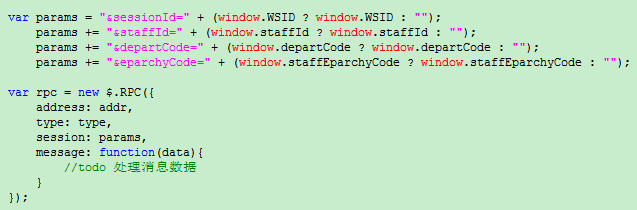 var params = "&sessionId=" + (window.WSID ? window.WSID : "");
    params += "&staffId=" + (window.staffId ? window.staffId : "");
    params += "&departCode=" + (window.departCode ? window.departCode : "");
    params += "&eparchyCode=" + (window.staffEparchyCode ? window.staffEparchyCode : "");

var rpc = new $.RPC({
    address: addr,
    type: type,
    session: params,
    message: function(data){
        //todo 处理消息数据
    }
});